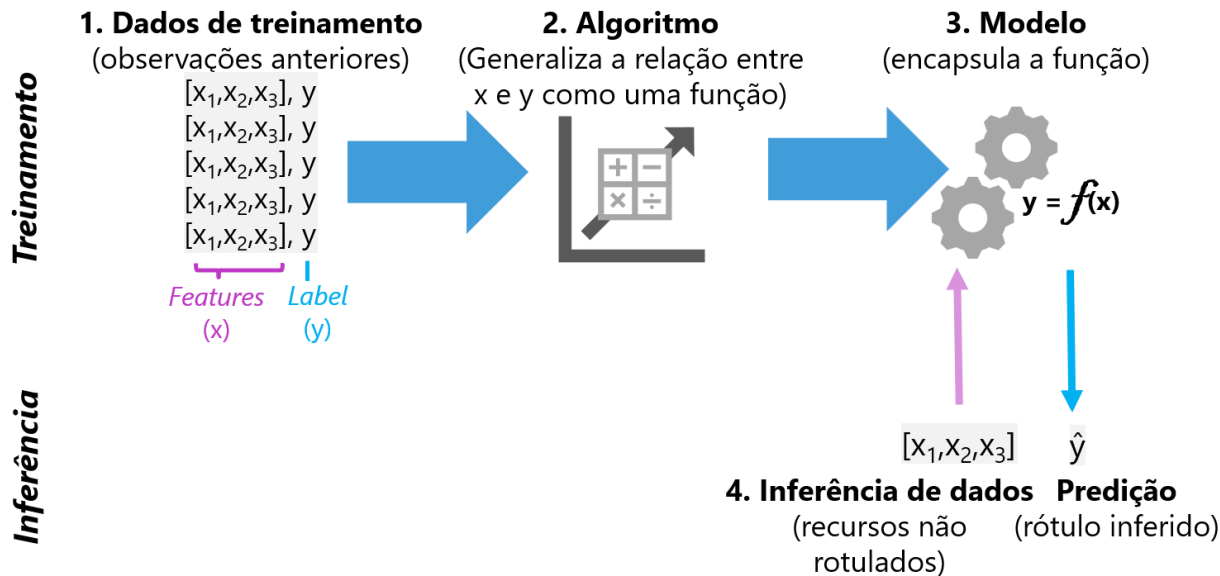 1. Dados de treinamento
(observações anteriores)
[x₁,x₂,x₃], y
[x₁,x₂,x₃], y
[x₁,x₂,x₃], y
[x₁,x₂,x₃], y
[x₁,x₂,x₃], y
Features Label
(x) (y)
2. Algoritmo
(Generaliza a relação entre
x e y como uma função)
+ −
× ÷
3. Modelo
(encapsula a função)
y = f(x)
Treinamento
Inferência
[x₁,x₂,x₃]
4. Inferência de dados
(recursos não
rotulados)
ŷ
Predição
(rótulo inferido)